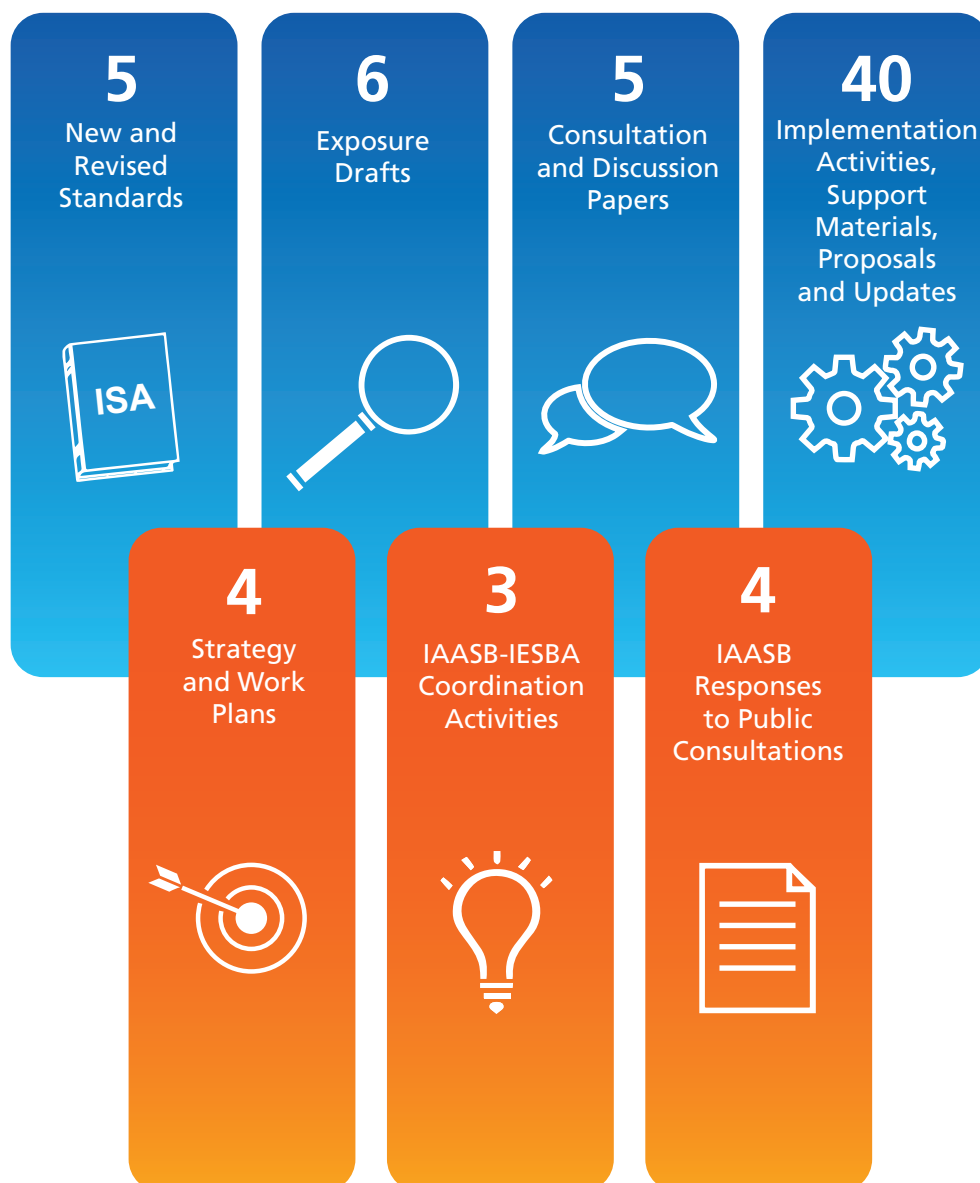 5
New and
Revised
Standards
ISA
6
Exposure
Drafts
5
Consultation
and Discussion
Papers
40
Implementation
Activities,
Support
Materials,
Proposals
and Updates
4
Strategy
and Work
Plans
3
IAASB-IESBA
Coordination
Activities
4
IAASB
Responses
to Public
Consultations